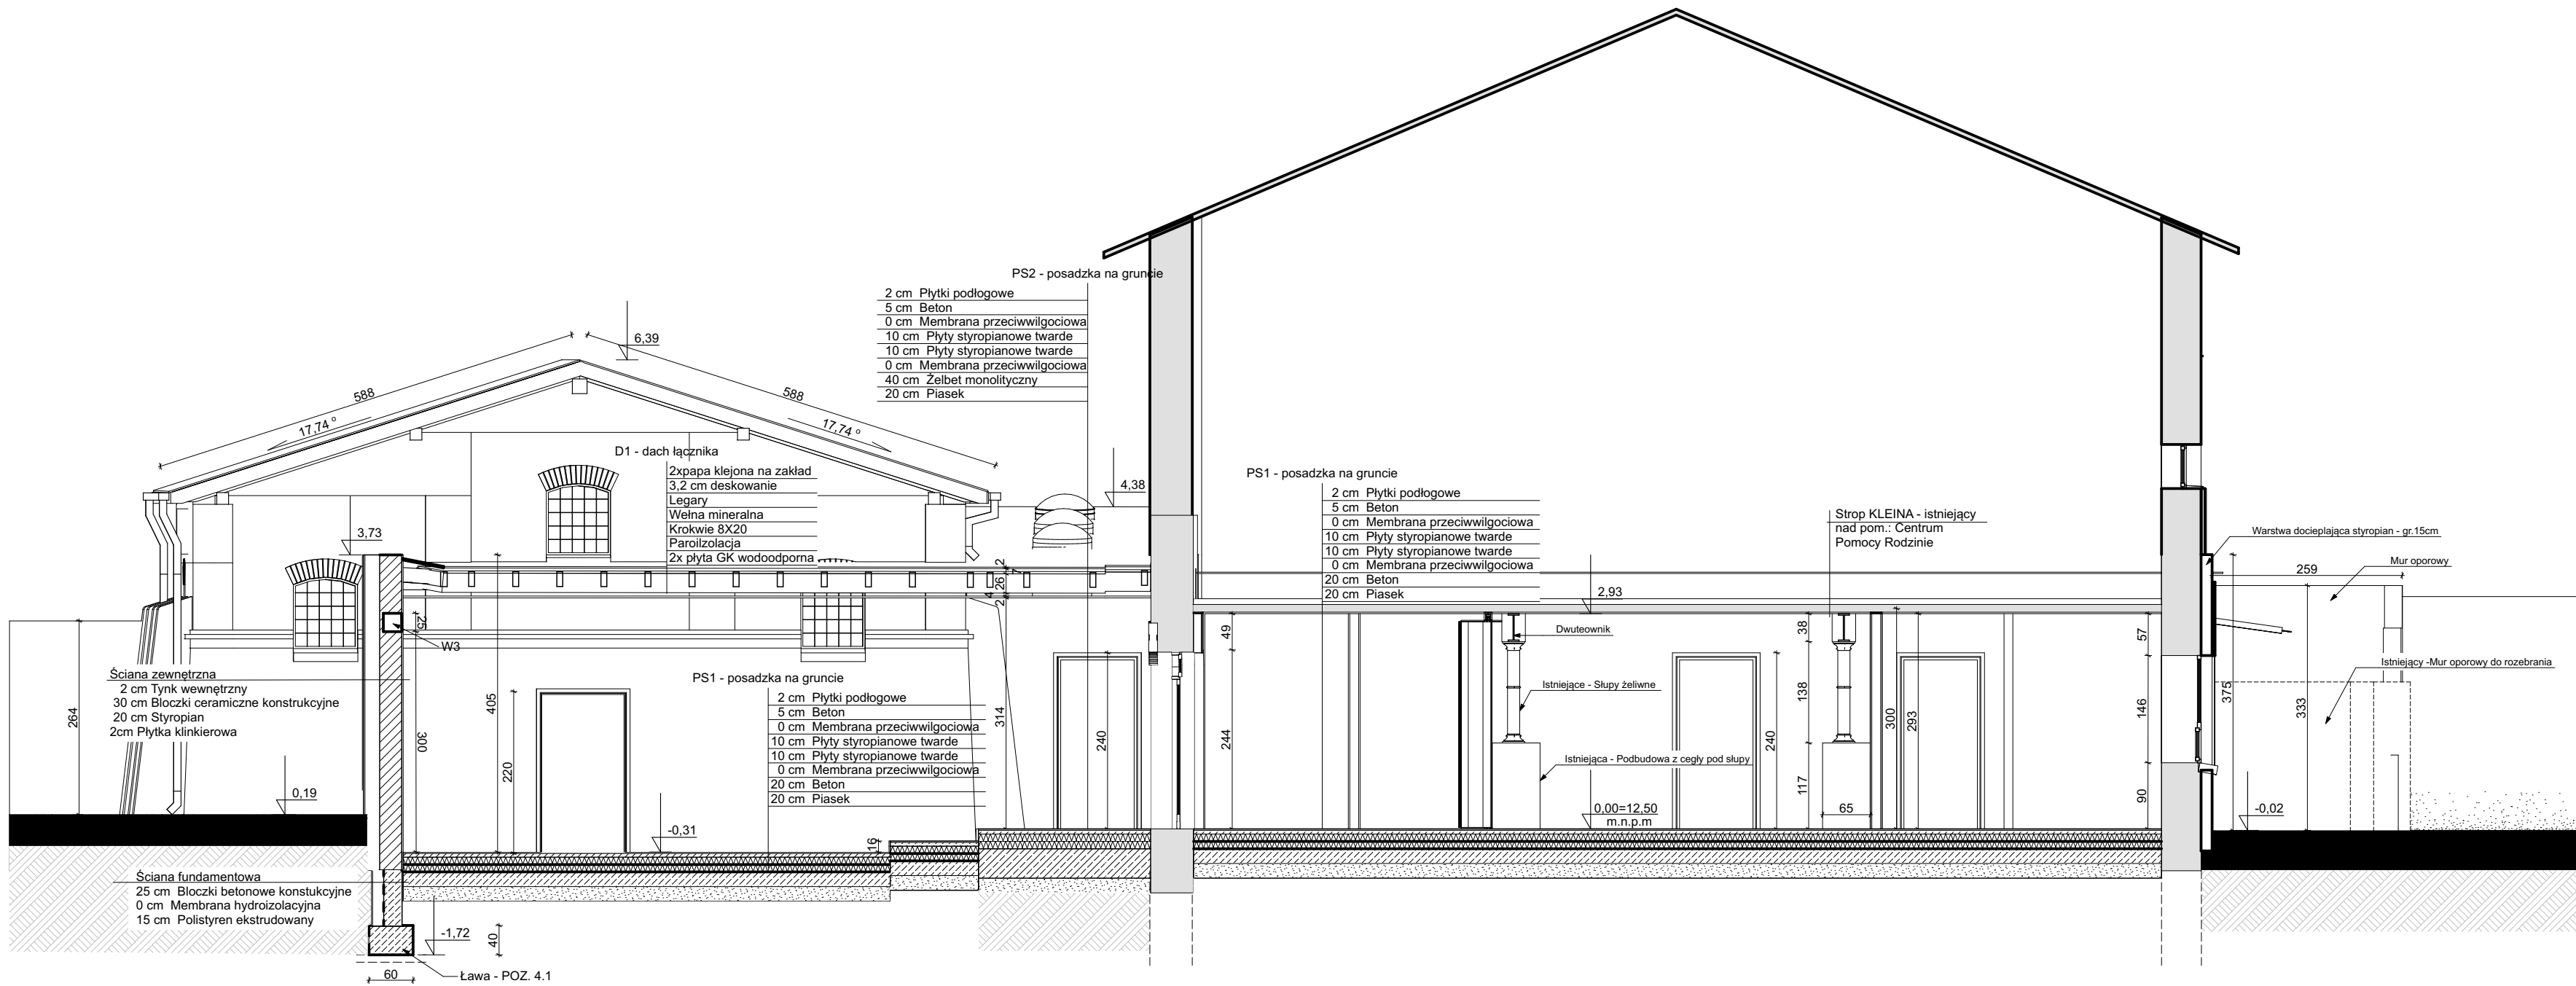 PS2 - posadzka na gruncie
2 cm Płytki podłogowe
5 cm Beton
0 cm Membrana przeciwwilgociowa
10 cm Płyty styropianowe twarde
10 cm Płyty styropianowe twarde
0 cm Membrana przeciwwilgociowa
40 cm Żelbet monolityczny
20 cm Piasek
6,39
588
588
17,74 º
17,74 º
D1 - dach łącznika
2xpapa klejona na zakład
3,2 cm deskowanie
Legary
Wełna mineralna
Krokwie 8X20
Paroilzolacja
2x płyta GK wodoodporna
4,38
3,73
PS1 - posadzka na gruncie
2 cm Płytki podłogowe
5 cm Beton
0 cm Membrana przeciwwilgociowa
10 cm Płyty styropianowe twarde
10 cm Płyty styropianowe twarde
0 cm Membrana przeciwwilgociowa
20 cm Beton
20 cm Piasek
Strop KLEINA - istniejący
nad pom.: Centrum
Pomocy Rodzinie
Warstwa docieplająca styropian - gr.15cm
Mur oporowy
259
2,93
2
7
26
4
2
25
W3
49
Dwuteownik
38
57
Ściana zewnętrzna
2 cm Tynk wewnętrzny
30 cm Bloczki ceramiczne konstrukcyjne
20 cm Styropian
2cm Płytka klinkierowa
264
405
300
220
PS1 - posadzka na gruncie
2 cm Płytki podłogowe
5 cm Beton
0 cm Membrana przeciwwilgociowa
10 cm Płyty styropianowe twarde
10 cm Płyty styropianowe twarde
0 cm Membrana przeciwwilgociowa
20 cm Beton
20 cm Piasek
314
240
244
Istniejące - Słupy żeliwne
Istniejąca - Podbudowa z cegły pod słupy
240
138
117
65
300
293
146
90
375
333
Istniejący -Mur oporowy do rozebrania
0,19
-0,31
16
0,00=12,50
m.n.p.m
-0,02
Ściana fundamentowa
25 cm Bloczki betonowe konstukcyjne
0 cm Membrana hydroizolacyjna
15 cm Polistyren ekstrudowany
-1,72
40
60
Ława - POZ. 4.1